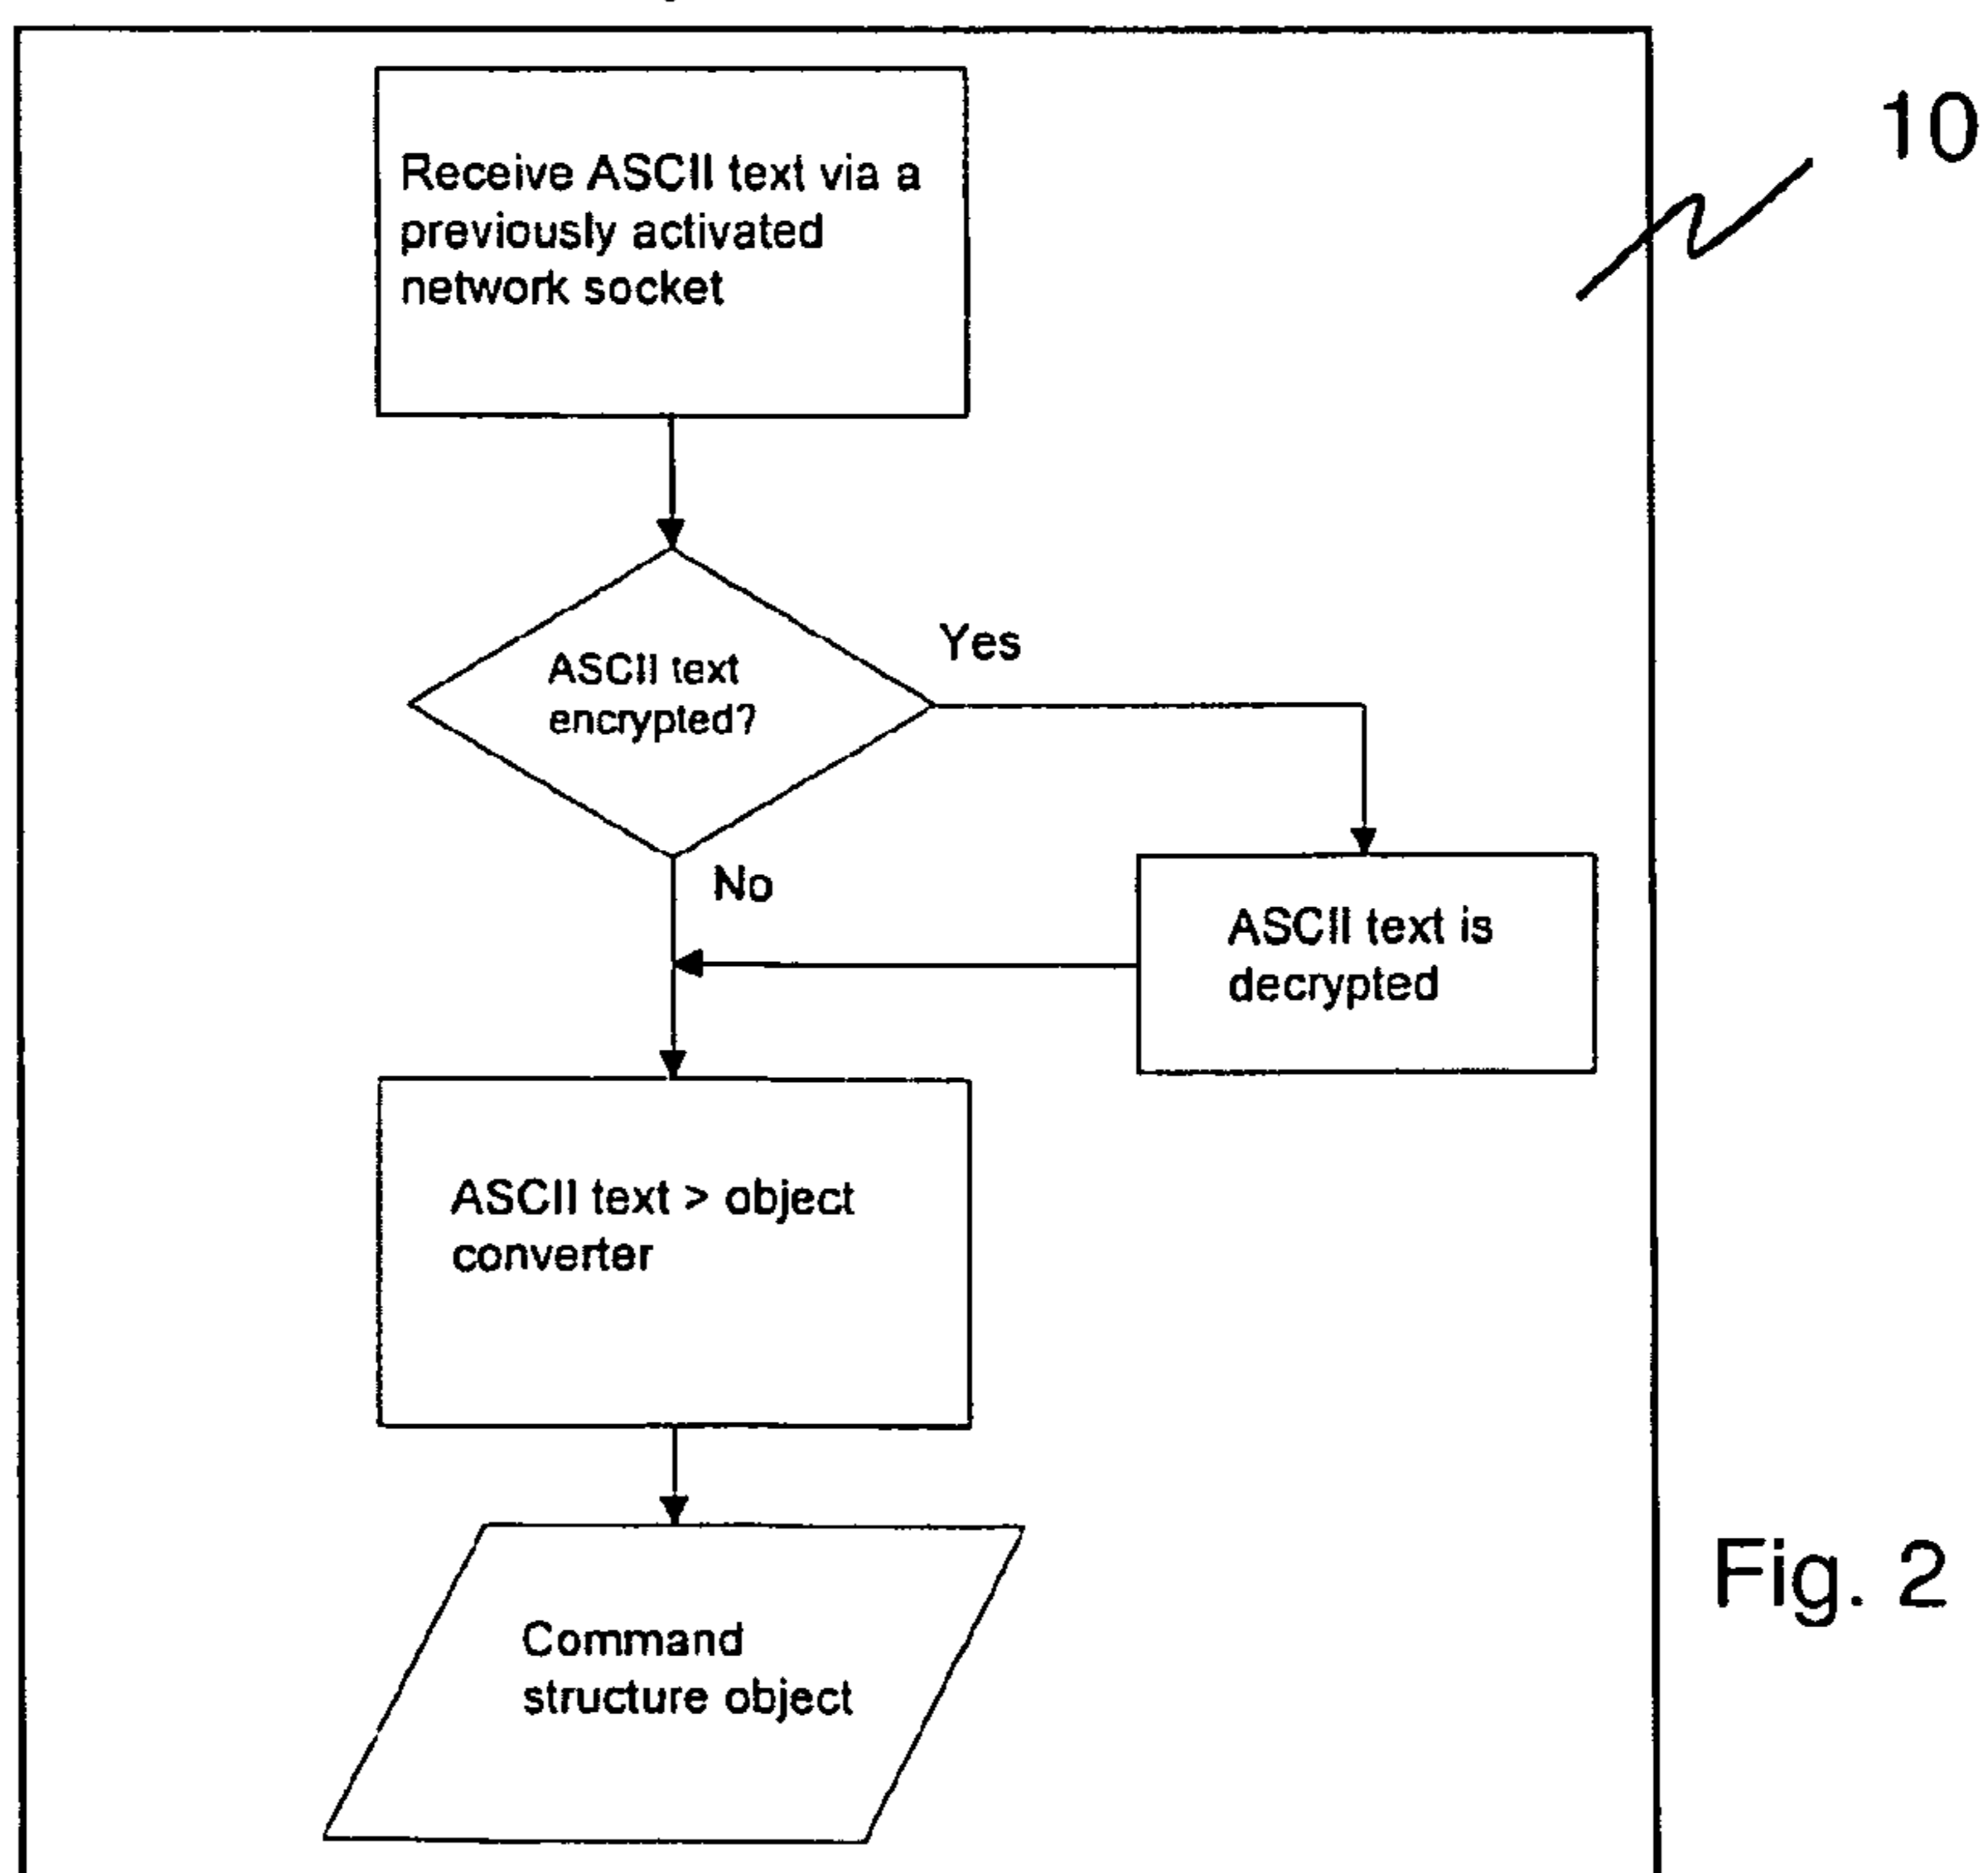 10
Receive ASCII text via a
previously activated
network socket
ASCII text
encrypted?
Yes
No
ASCII text is
decrypted
ASCII text > object
converter
Command
structure object
Fig. 2